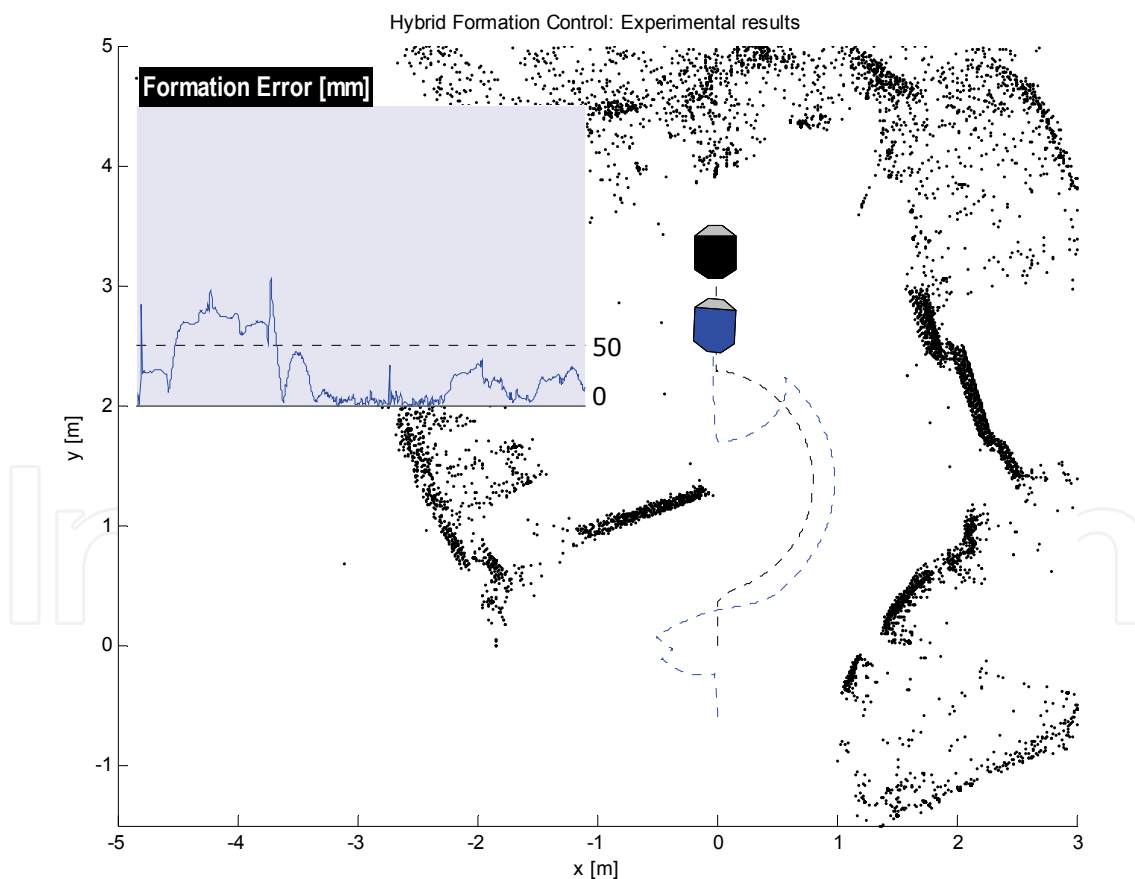 Hybrid Formation Control: Experimental results
5
Formation Error [mm]
4
3
50
0
2
y [m]
1
0
-1
-5 -4 -3 -2 -1 0 1 2 3
x [m]